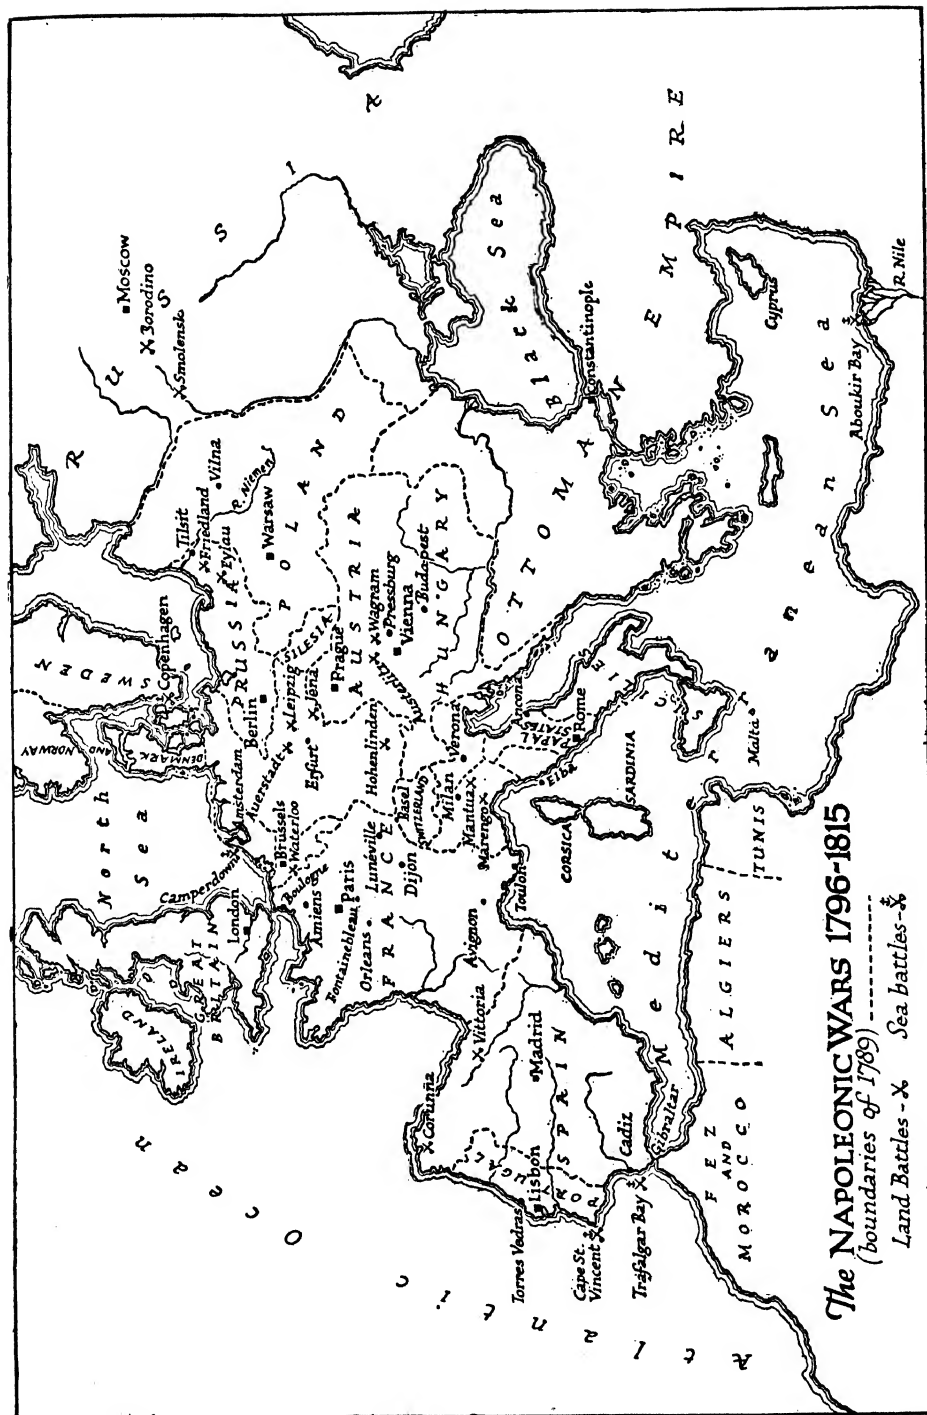 The NAPOLEONIC WARS 1796-1815
(boundaries of 1789) ------------
Land Battles - X Sea battles -
Atlantic Ocean
North
Sea
IRELAND
GREAT
BRITAIN
London
Camperdown
NORWAY
AND
DENMARK
SWEDEN
Copenhagen
RUSSIA
Moscow
Borodino
Smolensk
Tilsit
Friedland
Eylau
Vilna
R. Niemen
Warsaw
POLAND
PRUSSIA
Berlin
SILESIA
Leipzig
Jena
Auerstadt
Erfurt
Prague
AUSTRIA
Wagram
Pressburg
Vienna
Budapest
Austerlitz
HUNGARY
Hohenlinden
Amsterdam
Brussels
Waterloo
Boulogne
Amiens
Paris
Fontainebleau
Orleans
Lunéville
Dijon
FRANCE
Basel
SWITZERLAND
Milan
Verona
Mantua
Marengo
Avignon
Toulon
Elba
CORSICA
SARDINIA
Ancona
PAPAL
STATES
Rome
Malta
Corunna
Vittoria
Madrid
SPAIN
PORTUGAL
Lisbon
Torres Vedras
Cape St.
Vincent
Cadiz
Trafalgar Bay
Gibraltar
FEZ
AND
MOROCCO
ALGIERS
TUNIS
Mediterranean Sea
OTTOMAN EMPIRE
Constantinople
Black Sea
Cyprus
Aboukir Bay
R. Nile